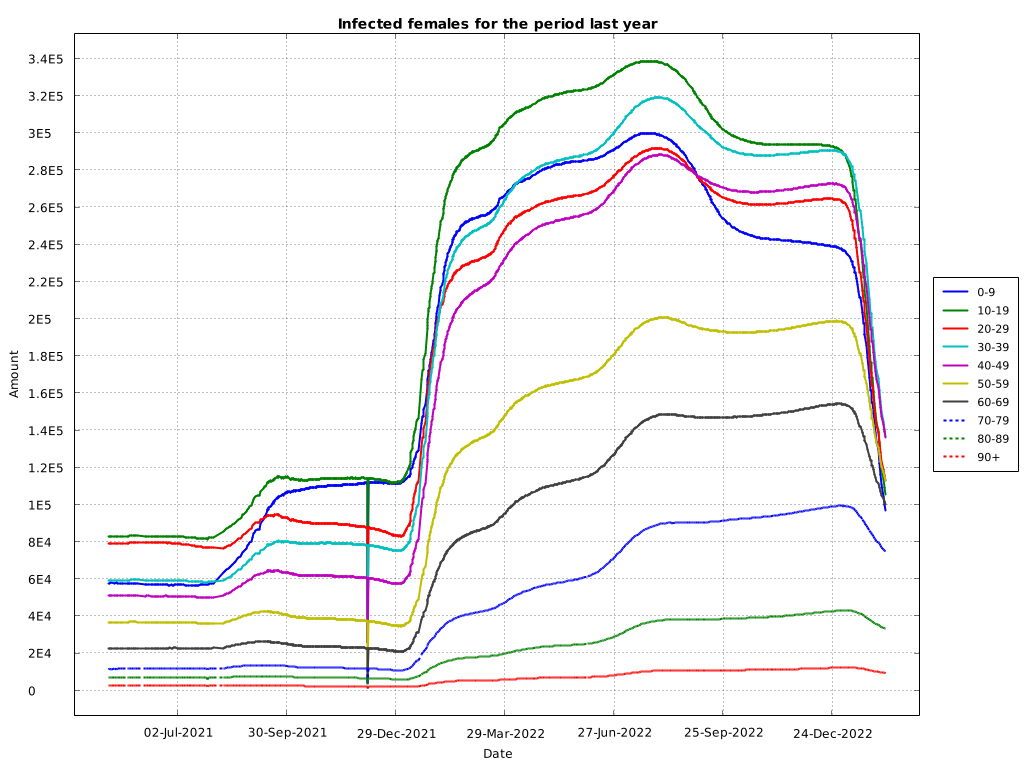 Infected females for the period last year
3.4E5
3.2E5
3E5
2.8E5
2.6E5
2.4E5
2.2E5
2E5
1.8E5
1.6E5
1.4E5
1.2E5
1E5
8E4
6E4
4E4
2E4
0
Amount
02-Jul-2021 30-Sep-2021 29-Dec-2021 29-Mar-2022 27-Jun-2022 25-Sep-2022 24-Dec-2022
Date
0-9
10-19
20-29
30-39
40-49
50-59
60-69
70-79
80-89
90+